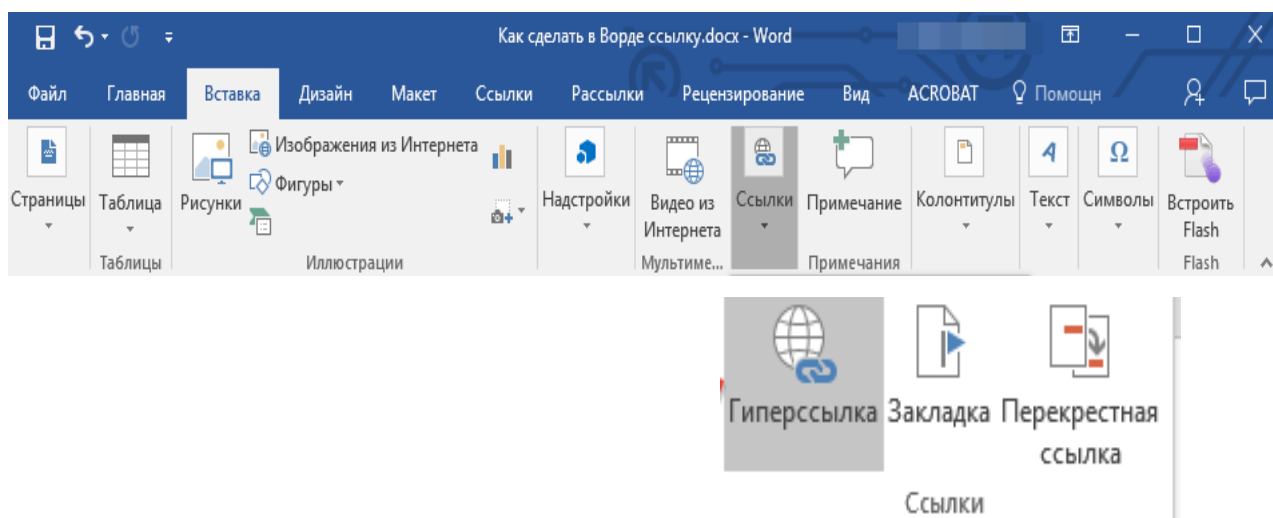 Как сделать в Ворде ссылку.docx - Word
Файл Главная Вставка Дизайн Макет Ссылки Рассылки Рецензирование Вид ACROBAT Помощн
Изображения из Интернета
Фигуры
Страницы Таблица Рисунки Надстройки Видео из Ссылки Примечание Колонтитулы Текст Символы Встроить
Интернета Flash
Таблицы Иллюстрации Мультиме... Примечания Flash
Гиперссылка Закладка Перекрестная
ссылка
Ссылки